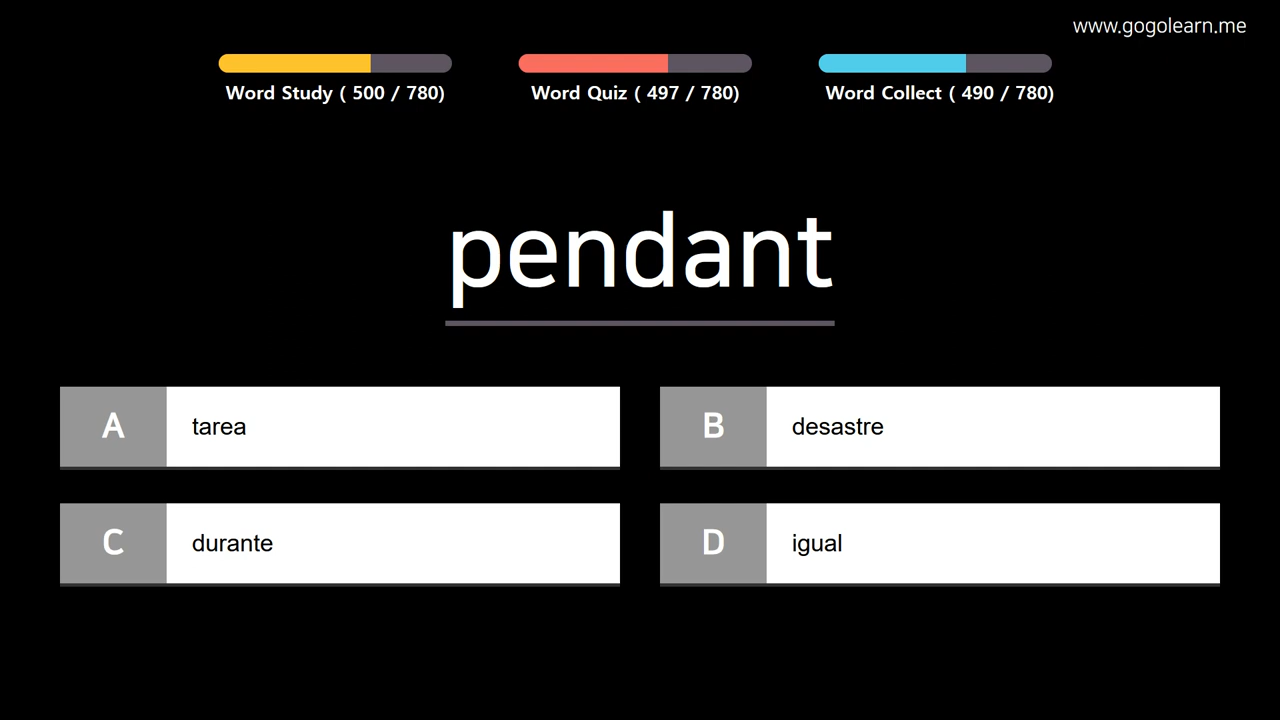 www.gogolearn.me
Word Study ( 500 / 780)
Word Quiz ( 497 / 780)
Word Collect ( 490 / 780)
pendant
A tarea
B desastre
C durante
D igual